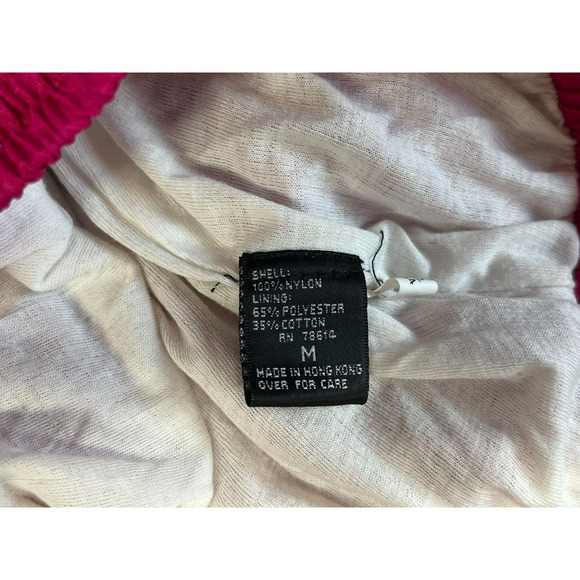 SHELL:
100% NYLON
LINING:
65% POLYESTER
35% COTTON
RN 78614
M
MADE IN HONG KONG
OVER FOR CARE